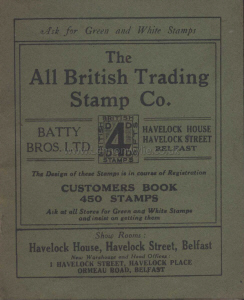 Ask for Green and White Stamps
The
All British Trading
Stamp Co.
BATTY
BROS. LTD.
BRITISH
4
STAMPS
HAVELOCK HOUSE
HAVELOCK STREET
BELFAST
The Design of these Stamps is in course of Registration
CUSTOMERS BOOK
450 STAMPS
Ask at all Stores for Green and White Stamps
and insist on getting them
Show Rooms:
Havelock House, Havelock Street, Belfast
New Warehouse and Head Offices:
1 HAVELOCK STREET, HAVELOCK PLACE
ORMEAU ROAD, BELFAST